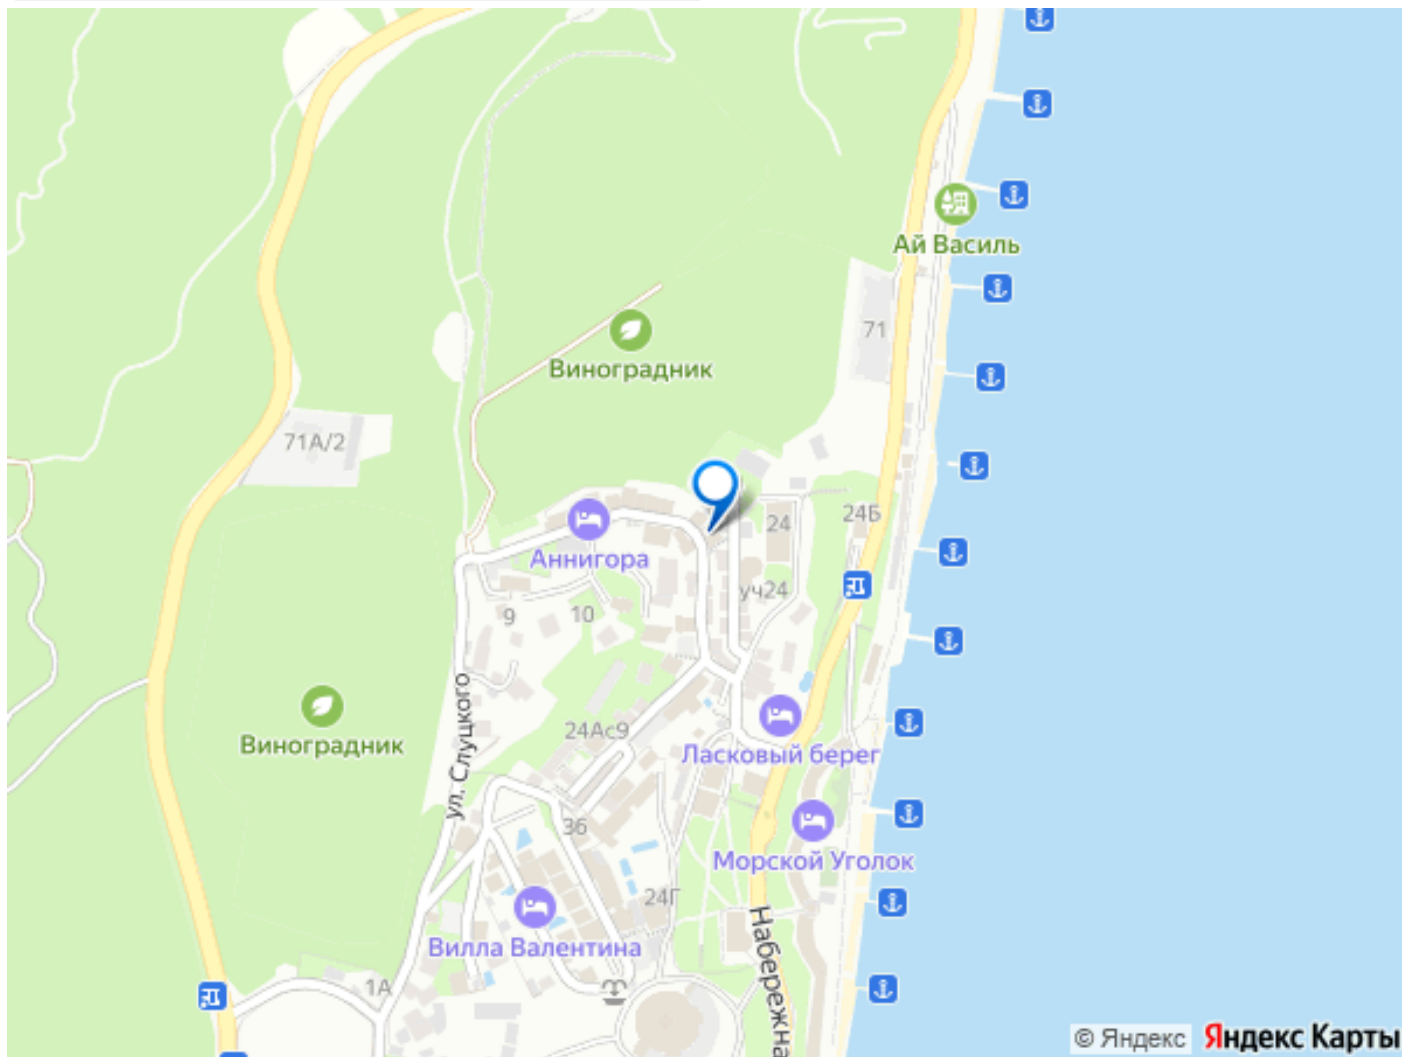 Ай Василь
71
Виноградник
71А/2
24
24Б
Аннигора
уч24
9
10
ул. Слуцкого
Виноградник
24Ас9
Ласковый берег
36
Морской Уголок
24Г
Вилла Валентина
Набережна
1А
© Яндекс Яндекс Карты